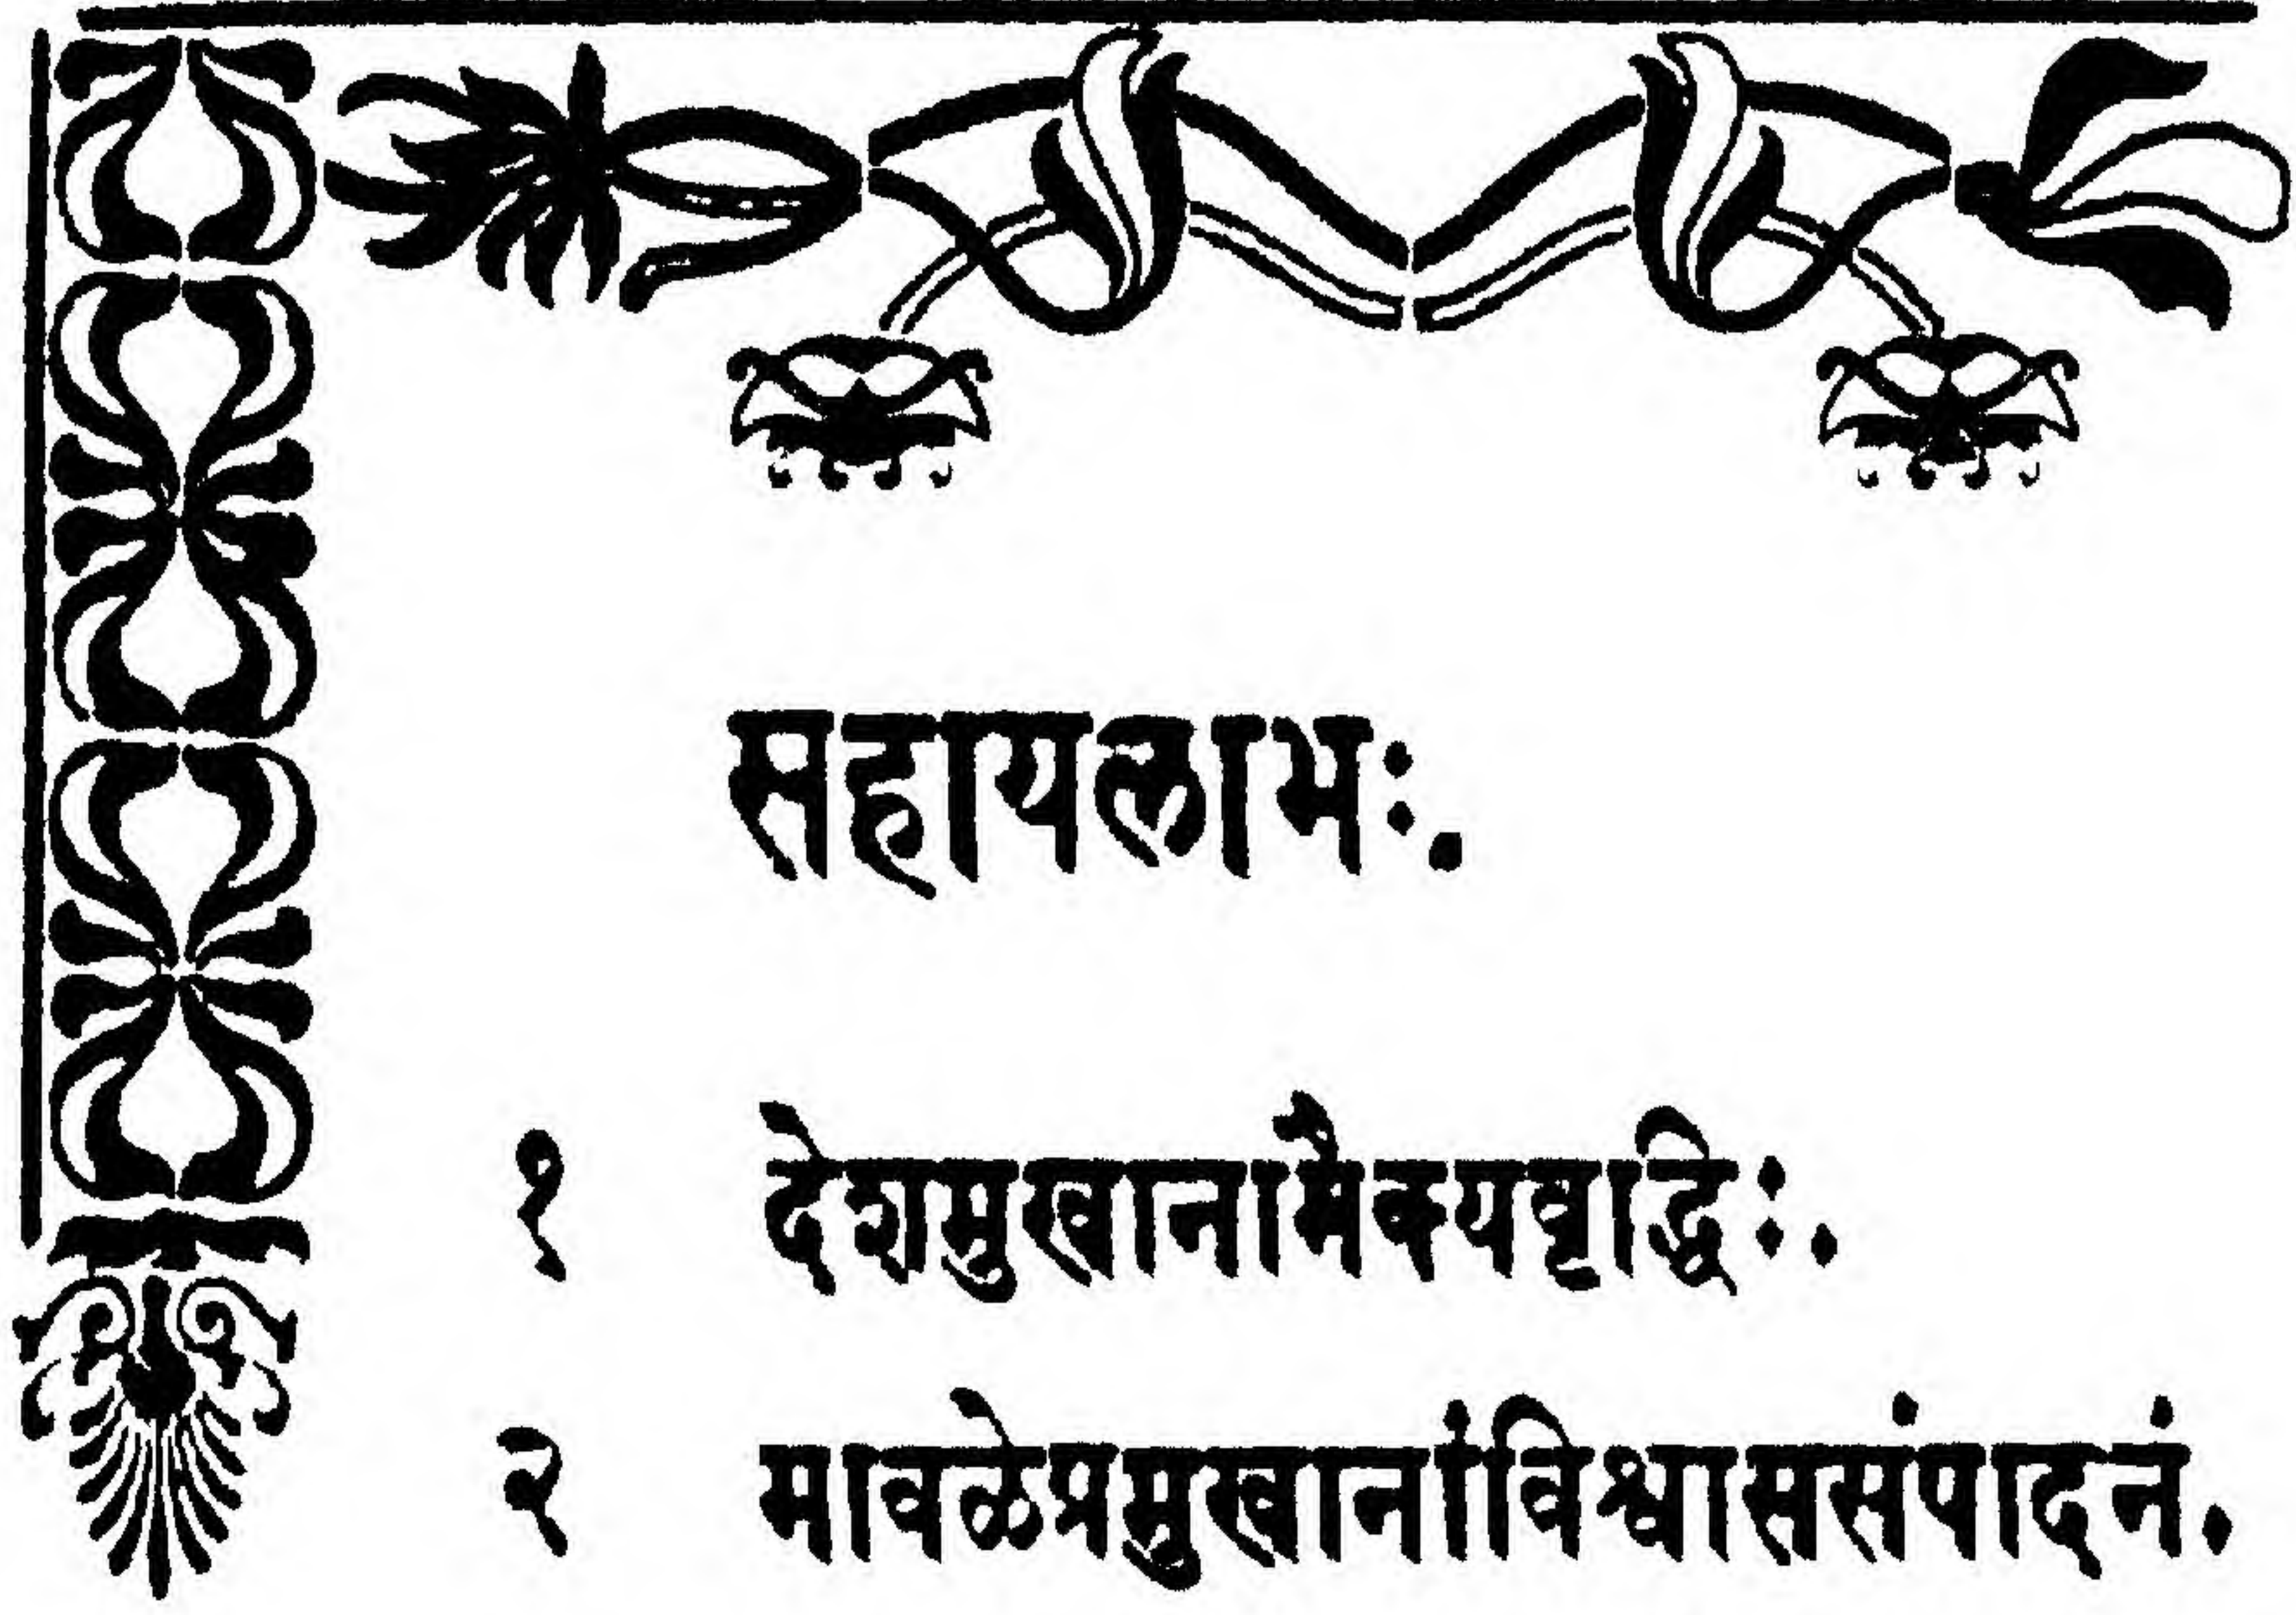 सहायलाभः.
१ देशमुखानामैक्यवृद्धिः.
२ मावळेप्रमुखानांविश्वाससंपादनं.